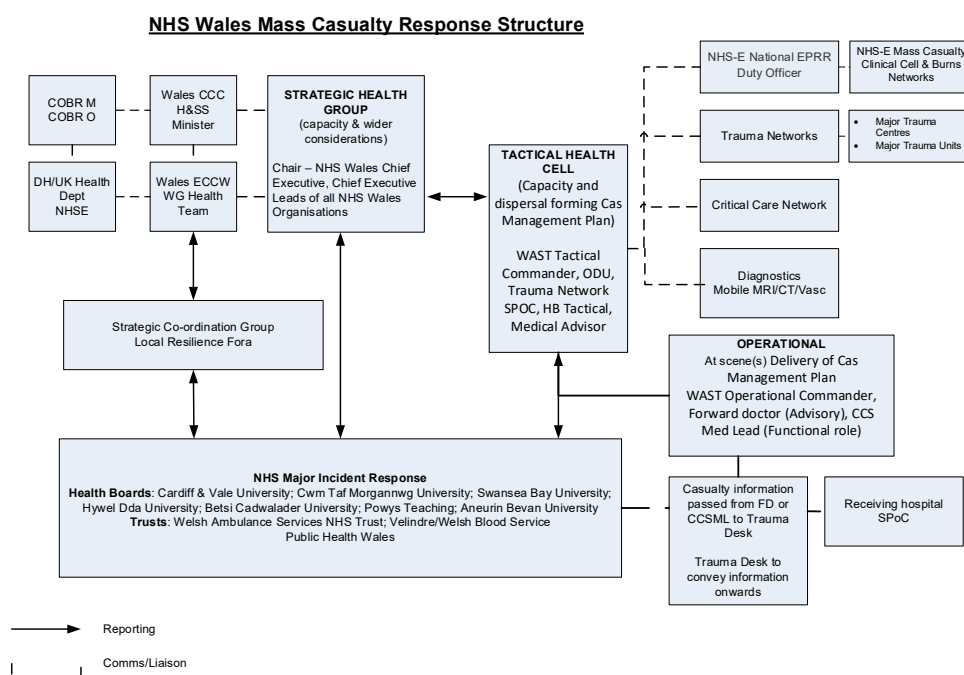 NHS Wales Mass Casualty Response Structure
COBR M
COBR O
Wales CCC
H&SS
Minister
STRATEGIC HEALTH
GROUP
(capacity & wider
considerations)
Chair – NHS Wales Chief
Executive, Chief Executive
Leads of all NHS Wales
Organisations
DH/UK Health
Dept
NHSE
Wales ECCW
WG Health
Team
TACTICAL HEALTH
CELL
(Capacity and
dispersal forming Cas
Management Plan)
WAST Tactical
Commander, ODU,
Trauma Network
SPOC, HB Tactical,
Medical Advisor
NHS-E National EPRR
Duty Officer
NHS-E Mass Casualty
Clinical Cell & Burns
Networks
Trauma Networks
• Major Trauma
Centres
• Major Trauma Units
Critical Care Network
Diagnostics
Mobile MRI/CT/Vasc
Strategic Co-ordination Group
Local Resilience Fora
OPERATIONAL
At scene(s) Delivery of Cas
Management Plan
WAST Operational Commander,
Forward doctor (Advisory), CCS
Med Lead (Functional role)
NHS Major Incident Response
Health Boards: Cardiff & Vale University; Cwm Taf Morgannwg University; Swansea Bay University;
Hywel Dda University; Betsi Cadwalader University; Powys Teaching; Aneurin Bevan University
Trusts: Welsh Ambulance Services NHS Trust; Velindre/Welsh Blood Service
Public Health Wales
Casualty information
passed from FD or
CCSML to Trauma
Desk
Trauma Desk to
convey information
onwards
Receiving hospital
SPoC
Reporting
Comms/Liaison